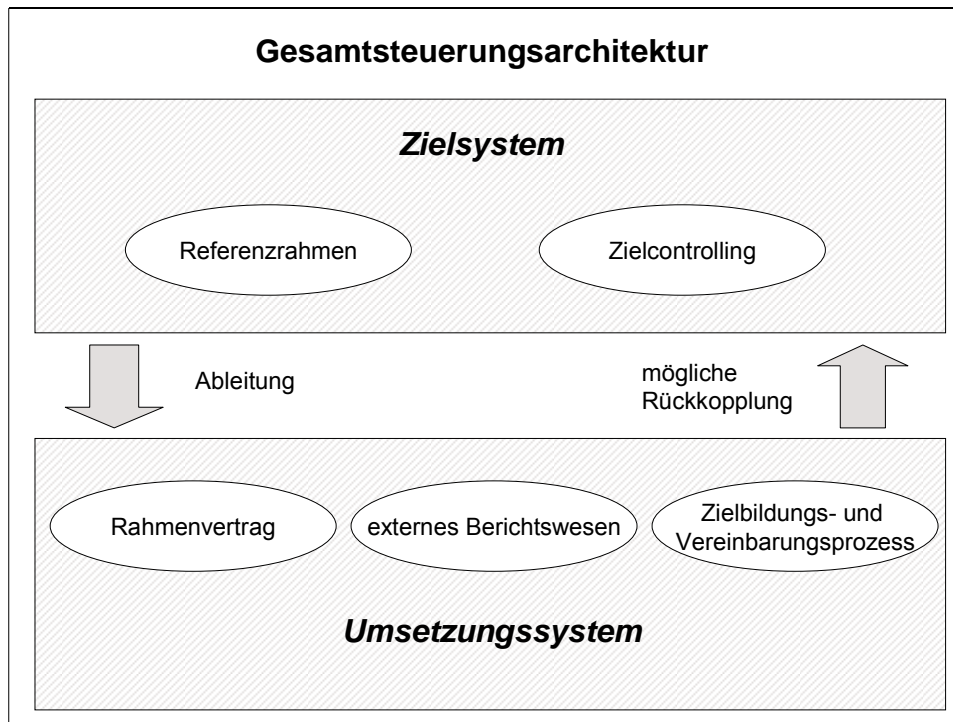 Gesamtsteuerungsarchitektur
Zielsystem
Referenzrahmen
Zielcontrolling
Ableitung
mögliche
Rückkopplung
Rahmenvertrag
externes Berichtswesen
Zielbildungs- und
Vereinbarungsprozess
Umsetzungssystem